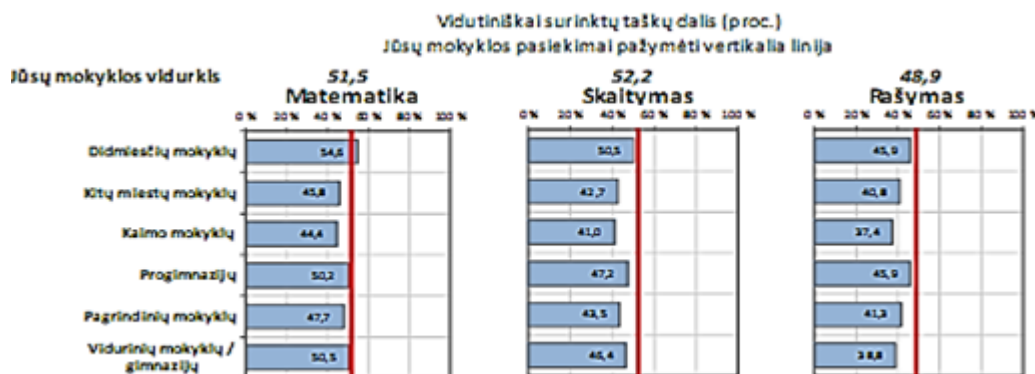 Vidutiniškai surinktų taškų dalis (proc.)
Jūsų mokyklos pasiekimai pažymėti vertikalia linija
Jūsų mokyklos vidurkis 51,5 52,2 48,9
Matematika Skaitymas Rašymas
0 % 20 % 40 % 60 % 80 % 100 % 0 % 20 % 40 % 60 % 80 % 100 % 0 % 20 % 40 % 60 % 80 % 100 %
Didmiesčių mokyklų 54,6 50,5 45,9
Kitų miestų mokyklų 45,8 42,7 40,8
Kaimo mokyklų 44,4 41,0 37,4
Progimnazijų 50,2 47,2 45,9
Pagrindinių mokyklų 47,7 43,5 41,3
Vidurinių mokyklų /
gimnazijų 50,5 46,4 38,8